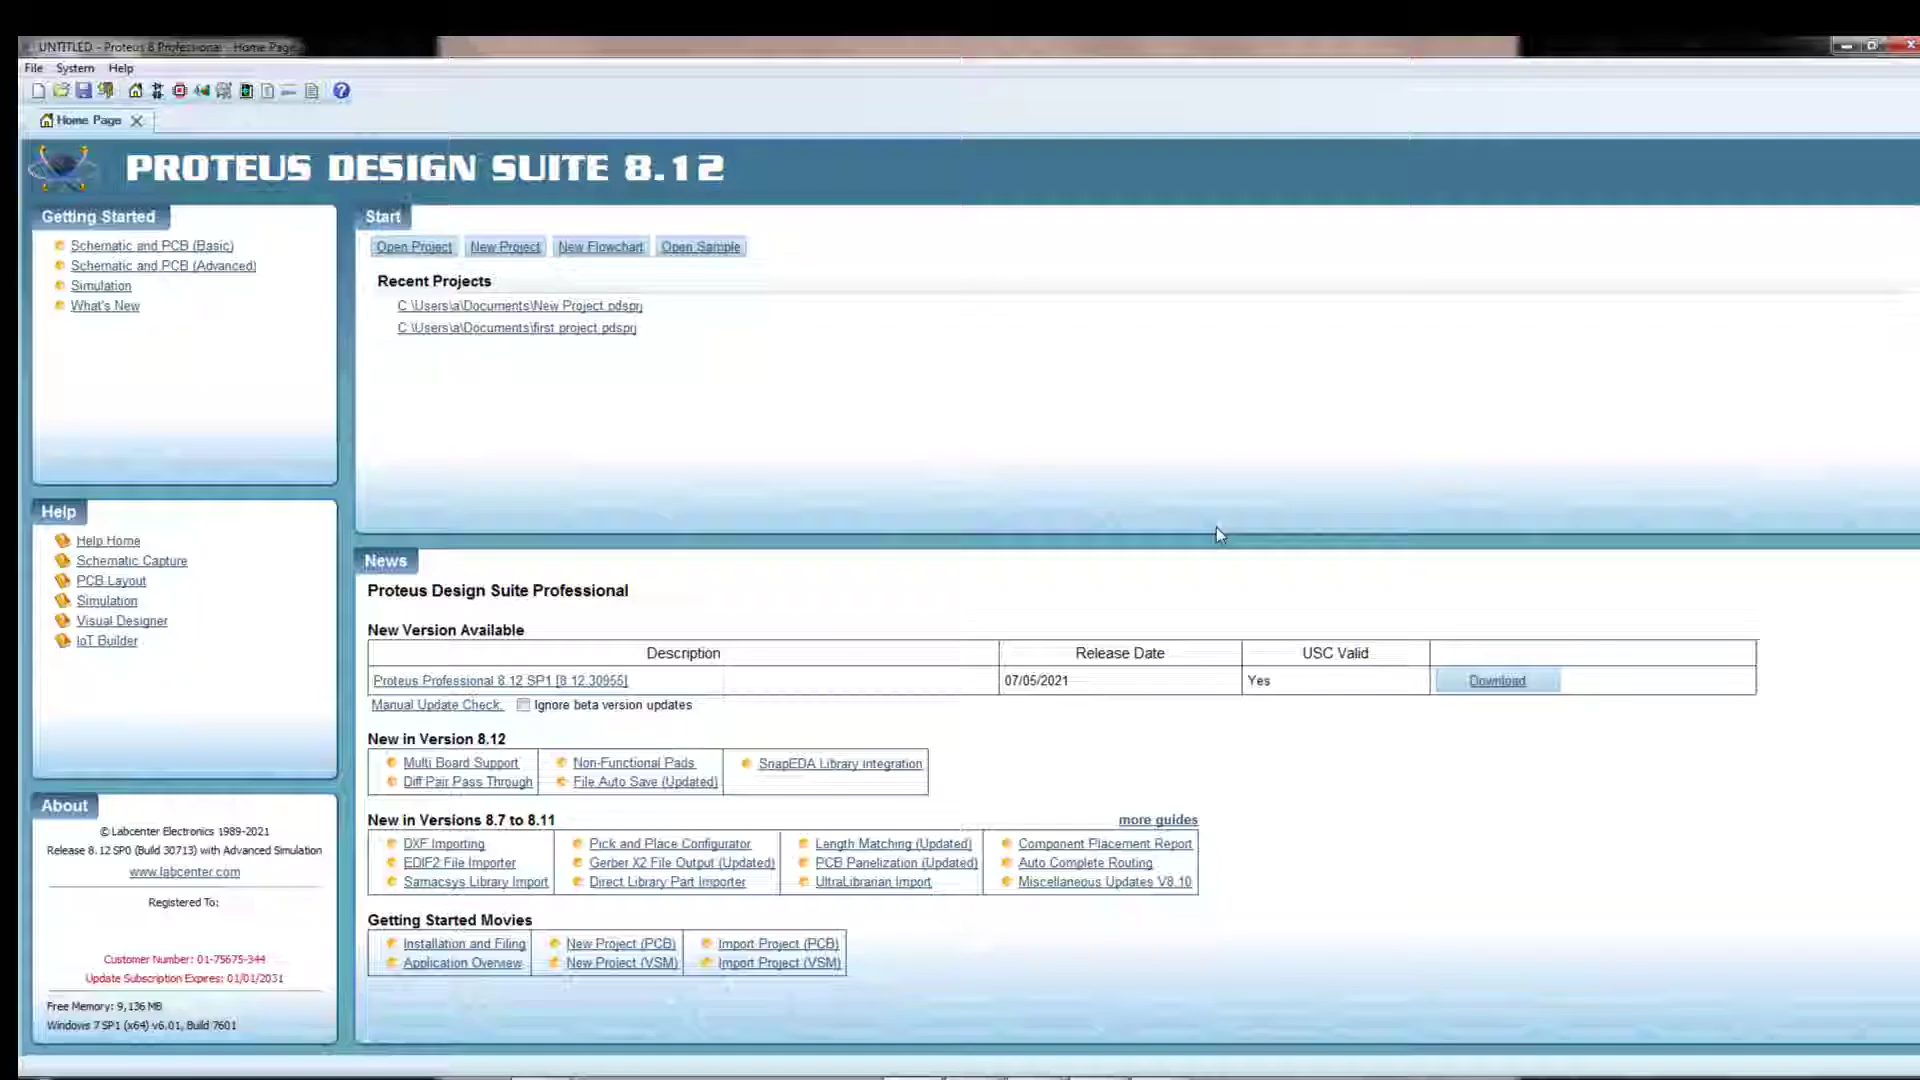 UNTITLED - Proteus 8 Professional - Home Page
File System Help
Home Page
PROTEUS DESIGN SUITE 8.12
Getting Started
Schematic and PCB (Basic)
Schematic and PCB (Advanced)
Simulation
What's New
Start
Open Project New Project New Flowchart Open Sample
Recent Projects
C:\Users\a\Documents\New Project.pdsprj
C:\Users\a\Documents\first project.pdsprj
Help
Help Home
Schematic Capture
PCB Layout
Simulation
Visual Designer
IoT Builder
News
Proteus Design Suite Professional
New Version Available
Description Release Date USC Valid
Proteus Professional 8.12 SP1 [8.12.30955] 07/05/2021 Yes Download
Manual Update Check. Ignore beta version updates
New in Version 8.12
Multi Board Support Non-Functional Pads SnapEDA Library integration
Diff Pair Pass Through File Auto Save (Updated)
New in Versions 8.7 to 8.11 more guides
DXF Importing Pick and Place Configurator Length Matching (Updated) Component Placement Report
EDIF2 File Importer Gerber X2 File Output (Updated) PCB Panelization (Updated) Auto Complete Routing
Samacsys Library Import Direct Library Part Importer UltraLibrarian Import Miscellaneous Updates V8.10
Getting Started Movies
Installation and Filing New Project (PCB) Import Project (PCB)
Application Overview New Project (VSM) Import Project (VSM)
About
© Labcenter Electronics 1989-2021
Release 8.12 SP0 (Build 30713) with Advanced Simulation
www.labcenter.com
Registered To:
Customer Number: 01-75675-344
Update Subscription Expires: 01/01/2031
Free Memory: 9,136 MB
Windows 7 SP1 (x64) v6.01, Build 7601